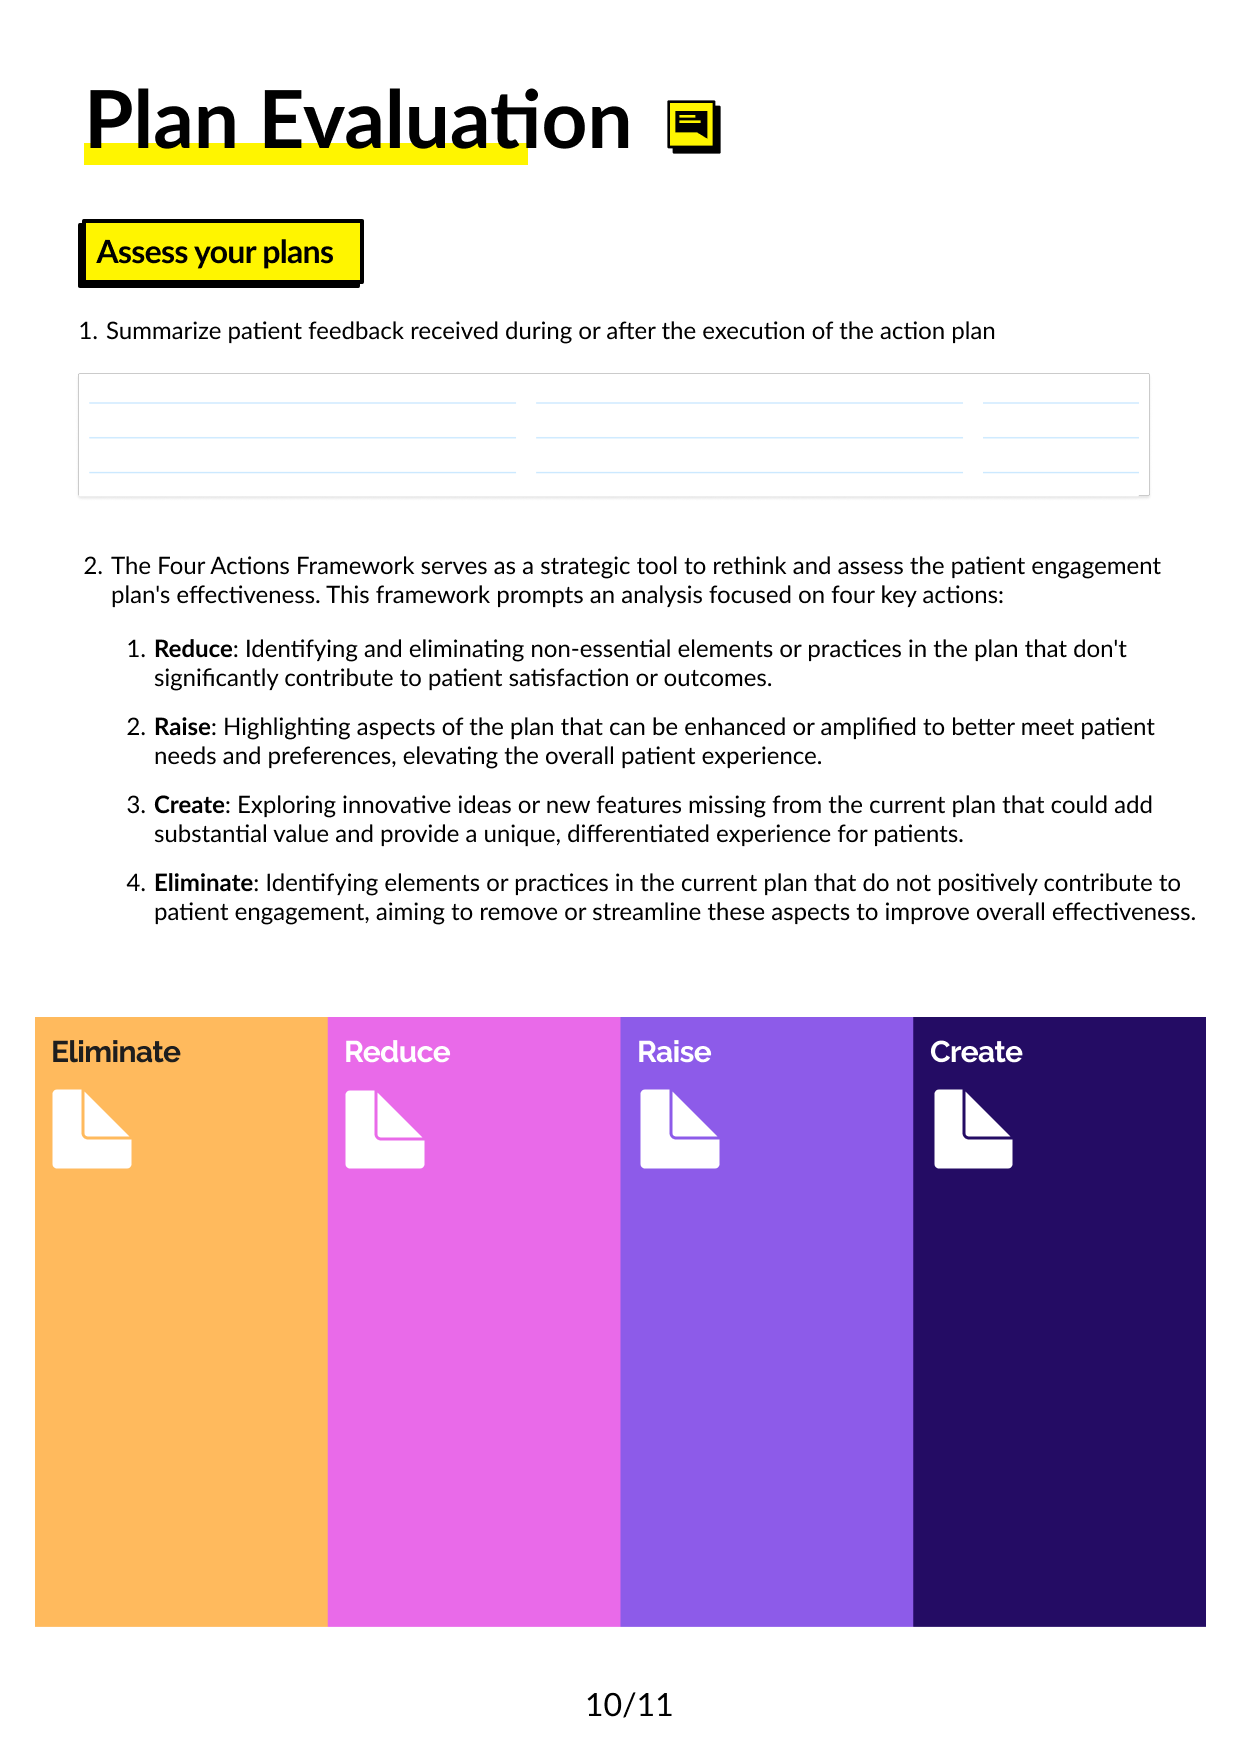 Plan Evaluation
Assess your plans
1. Summarize patient feedback received during or after the execution of the action plan
2. The Four Actions Framework serves as a strategic tool to rethink and assess the patient engagement
plan's effectiveness. This framework prompts an analysis focused on four key actions:
1. Reduce: Identifying and eliminating non-essential elements or practices in the plan that don't
significantly contribute to patient satisfaction or outcomes.
2. Raise: Highlighting aspects of the plan that can be enhanced or amplified to better meet patient
needs and preferences, elevating the overall patient experience.
3. Create: Exploring innovative ideas or new features missing from the current plan that could add
substantial value and provide a unique, differentiated experience for patients.
4. Eliminate: Identifying elements or practices in the current plan that do not positively contribute to
patient engagement, aiming to remove or streamline these aspects to improve overall effectiveness.
Eliminate
Reduce
Raise
Create
10/11